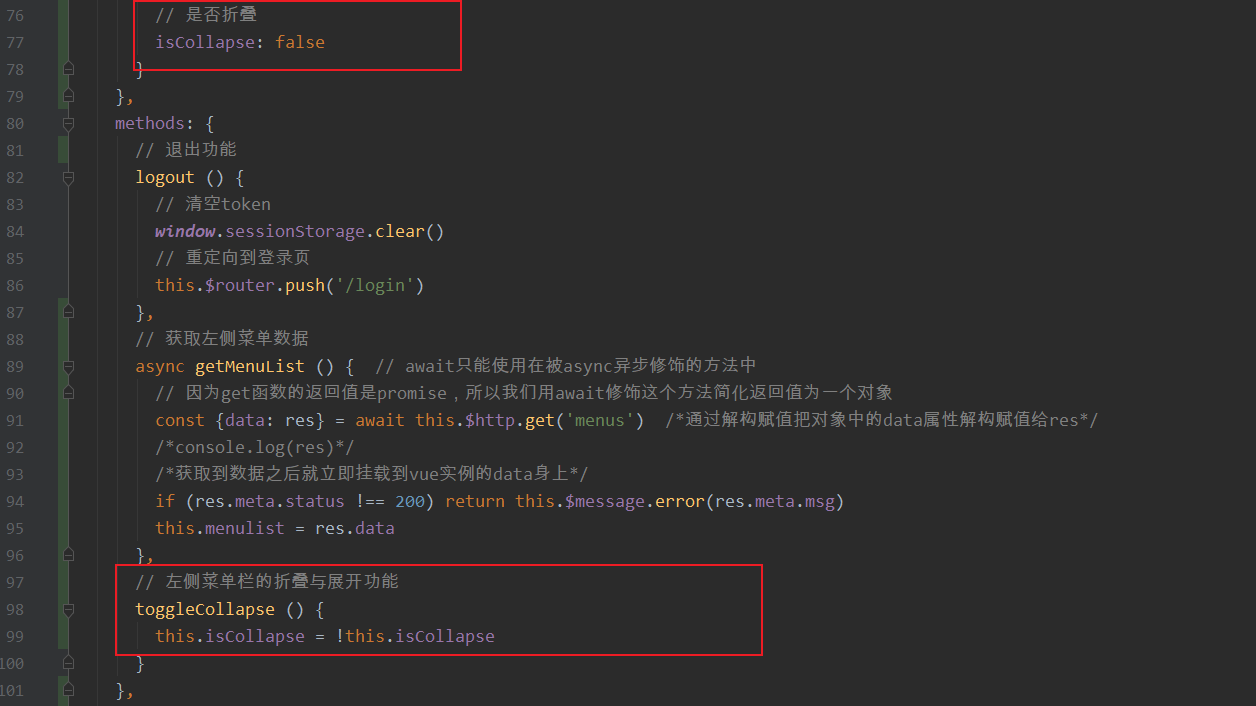 76 // 是否折叠
77 isCollapse: false
78 }
79 },
80 methods: {
81 // 退出功能
82 logout () {
83 // 清空token
84 window.sessionStorage.clear()
85 // 重定向到登录页
86 this.$router.push('/login')
87 },
88 // 获取左侧菜单数据
89 async getMenuList () {  // await只能使用在被async异步修饰的方法中
90 // 因为get函数的返回值是promise，所以我们用await修饰这个方法简化返回值为一个对象
91 const {data: res} = await this.$http.get('menus')  /*通过解构赋值把对象中的data属性解构赋值给res*/
92 /*console.log(res)*/
93 /*获取到数据之后就立即挂载到vue实例的data身上*/
94 if (res.meta.status !== 200) return this.$message.error(res.meta.msg)
95 this.menulist = res.data
96 },
97 // 左侧菜单栏的折叠与展开功能
98 toggleCollapse () {
99 this.isCollapse = !this.isCollapse
100 }
101 },